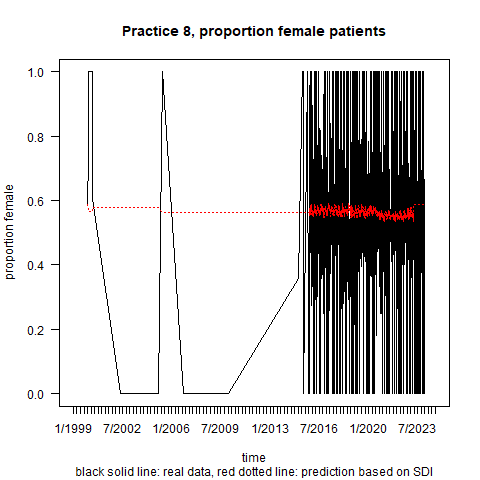 Practice 8, proportion female patients
1.0
0.8
0.6
0.4
0.2
0.0
proportion female
1/1999 7/2002 1/2006 7/2009 1/2013 7/2016 1/2020 7/2023
time
black solid line: real data, red dotted line: prediction based on SDI